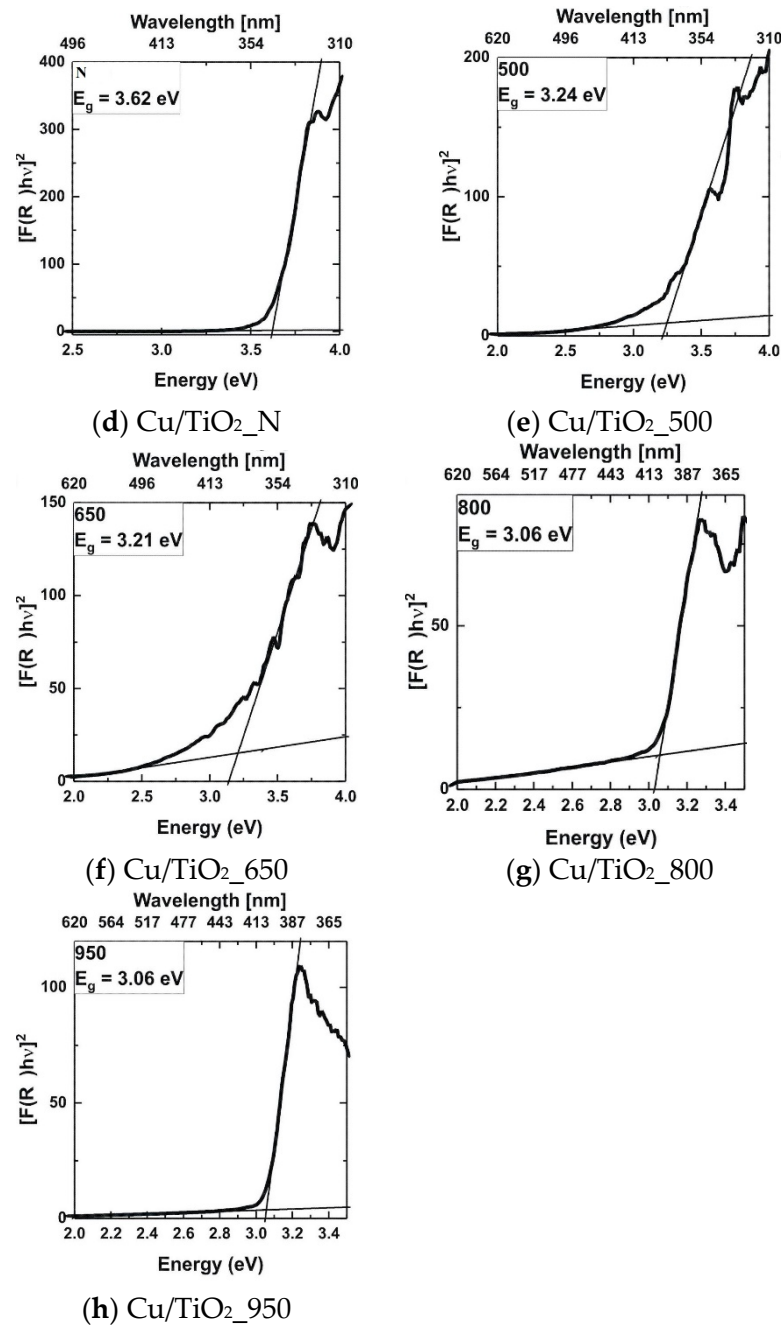 Wavelength [nm]
496 413 354 310
400
300
200
100
0
N
E_g = 3.62 eV
[F(R )hν]²
2.5 3.0 3.5 4.0
Energy (eV)
(d) Cu/TiO₂_N
Wavelength [nm]
620 496 413 354 310
200
100
0
500
E_g = 3.24 eV
[F(R )hν]²
2.0 2.5 3.0 3.5 4.0
Energy (eV)
(e) Cu/TiO₂_500
Wavelength [nm]
620 496 413 354 310
150
100
50
0
650
E_g = 3.21 eV
[F(R )hν]²
2.0 2.5 3.0 3.5 4.0
Energy (eV)
(f) Cu/TiO₂_650
Wavelength [nm]
620 564 517 477 443 413 387 365
50
0
800
E_g = 3.06 eV
[F(R )hν]²
2.0 2.2 2.4 2.6 2.8 3.0 3.2 3.4
Energy (eV)
(g) Cu/TiO₂_800
Wavelength [nm]
620 564 517 477 443 413 387 365
100
50
0
950
E_g = 3.06 eV
[F(R )hν]²
2.0 2.2 2.4 2.6 2.8 3.0 3.2 3.4
Energy (eV)
(h) Cu/TiO₂_950